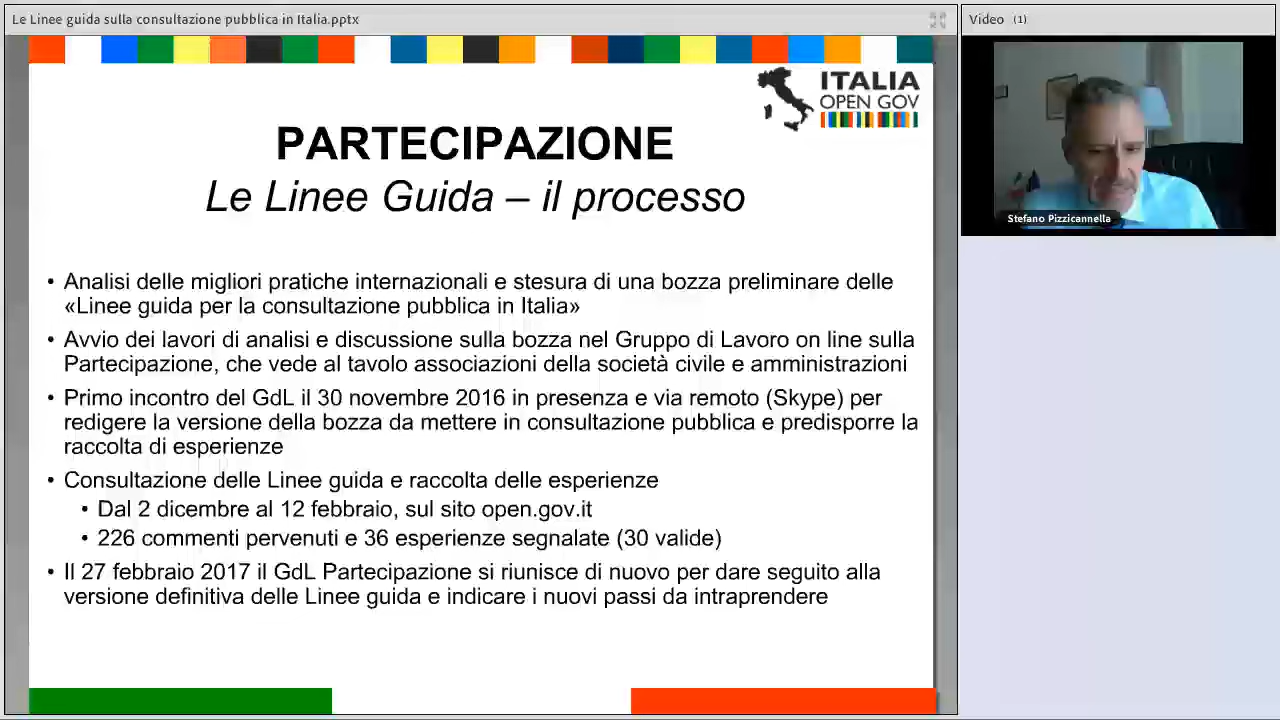 Le Linee guida sulla consultazione pubblica in Italia.pptx
Video (1)
ITALIA
OPEN GOV
PARTECIPAZIONE
Le Linee Guida – il processo
Stefano Pizzicannella
• Analisi delle migliori pratiche internazionali e stesura di una bozza preliminare delle
«Linee guida per la consultazione pubblica in Italia»
• Avvio dei lavori di analisi e discussione sulla bozza nel Gruppo di Lavoro on line sulla
Partecipazione, che vede al tavolo associazioni della società civile e amministrazioni
• Primo incontro del GdL il 30 novembre 2016 in presenza e via remoto (Skype) per
redigere la versione della bozza da mettere in consultazione pubblica e predisporre la
raccolta di esperienze
• Consultazione delle Linee guida e raccolta delle esperienze
• Dal 2 dicembre al 12 febbraio, sul sito open.gov.it
• 226 commenti pervenuti e 36 esperienze segnalate (30 valide)
• Il 27 febbraio 2017 il GdL Partecipazione si riunisce di nuovo per dare seguito alla
versione definitiva delle Linee guida e indicare i nuovi passi da intraprendere